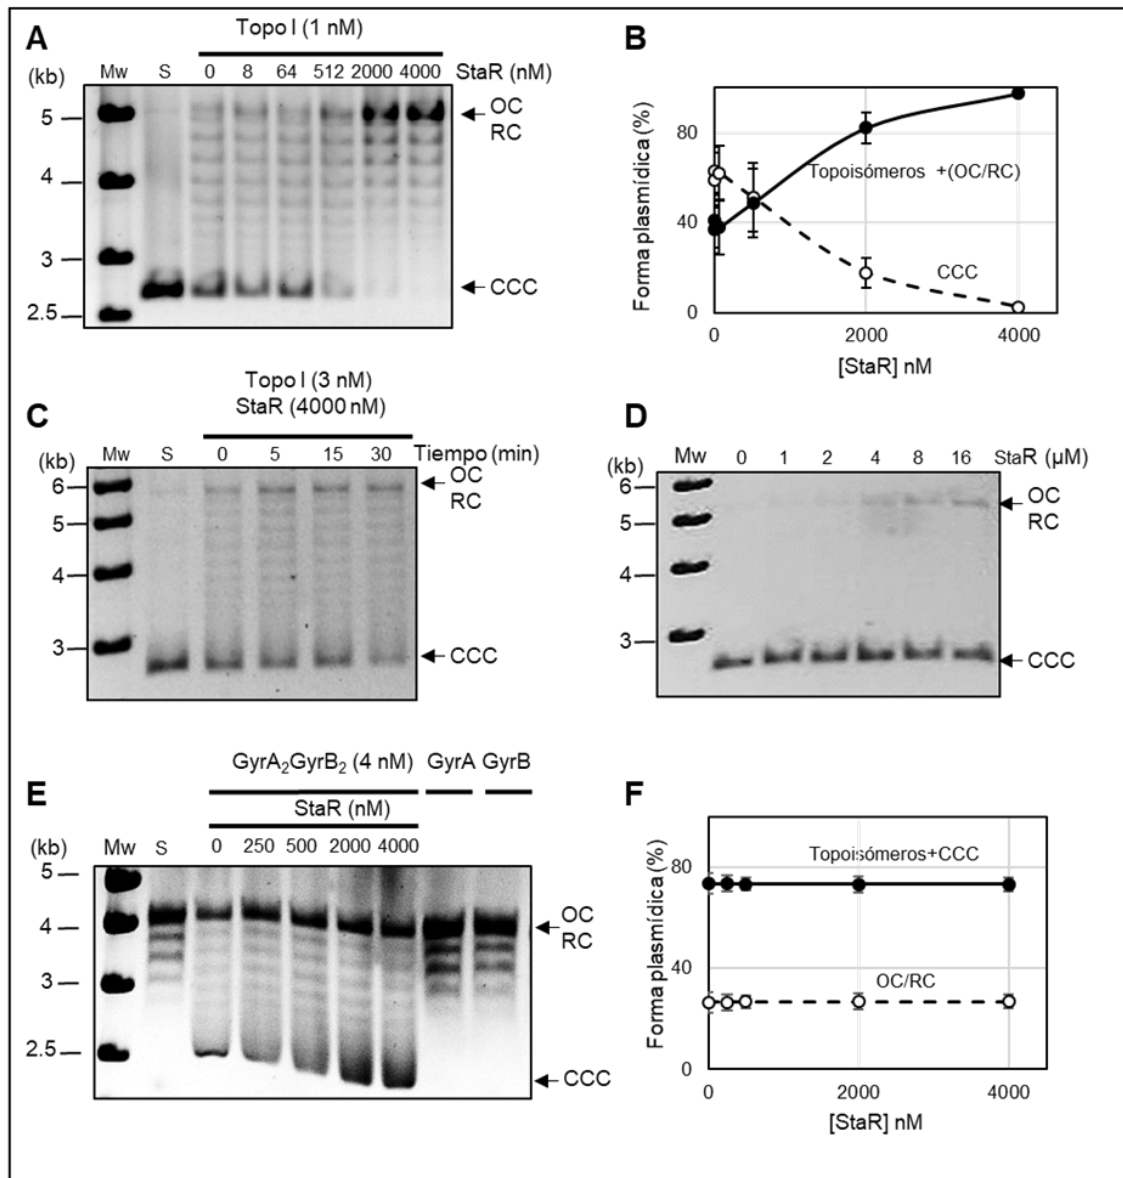 A
Topo I (1 nM)
(kb) Mw S 0 8 64 512 2000 4000 StaR (nM)
5
OC
RC
4
3
CCC
2.5
B
Forma plasmídica (%)
80
40
0
Topoisómeros +(OC/RC)
CCC
0 2000 4000
[StaR] nM
C
Topo I (3 nM)
StaR (4000 nM)
(kb) Mw S 0 5 15 30 Tiempo (min)
6
OC
RC
5
4
3
CCC
D
(kb) Mw 0 1 2 4 8 16 StaR (µM)
6
OC
RC
5
4
3
CCC
E
GyrA₂GyrB₂ (4 nM) GyrA GyrB
StaR (nM)
(kb) Mw S 0 250 500 2000 4000
5
OC
RC
4
3
2.5
CCC
F
Forma plasmídica (%)
80
40
0
Topoisómeros+CCC
OC/RC
0 2000 4000
[StaR] nM